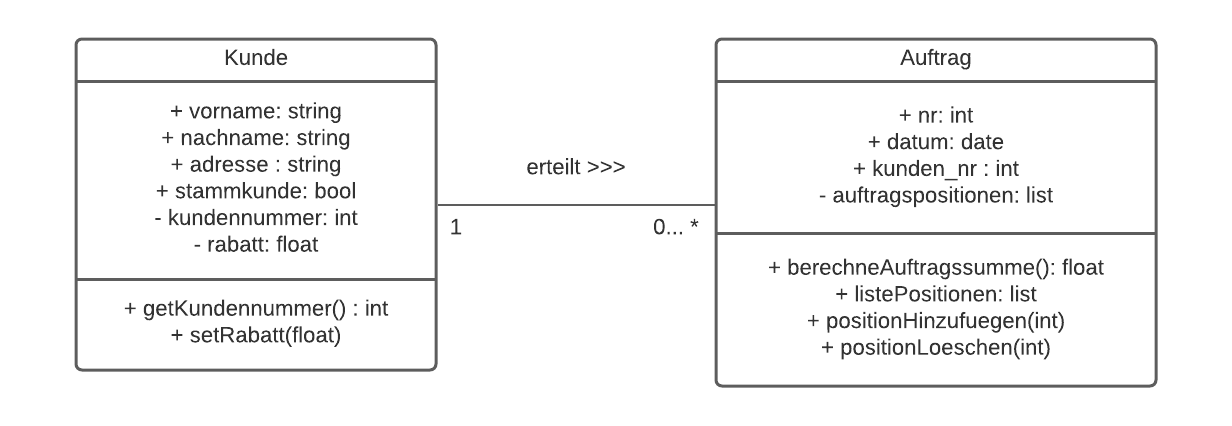 Kunde
+ vorname: string
+ nachname: string
+ adresse : string
+ stammkunde: bool
- kundennummer: int
- rabatt: float
+ getKundennummer() : int
+ setRabatt(float)
erteilt >>>
1
0... *
Auftrag
+ nr: int
+ datum: date
+ kunden_nr : int
- auftragspositionen: list
+ berechneAuftragssumme(): float
+ listePositionen: list
+ positionHinzufuegen(int)
+ positionLoeschen(int)